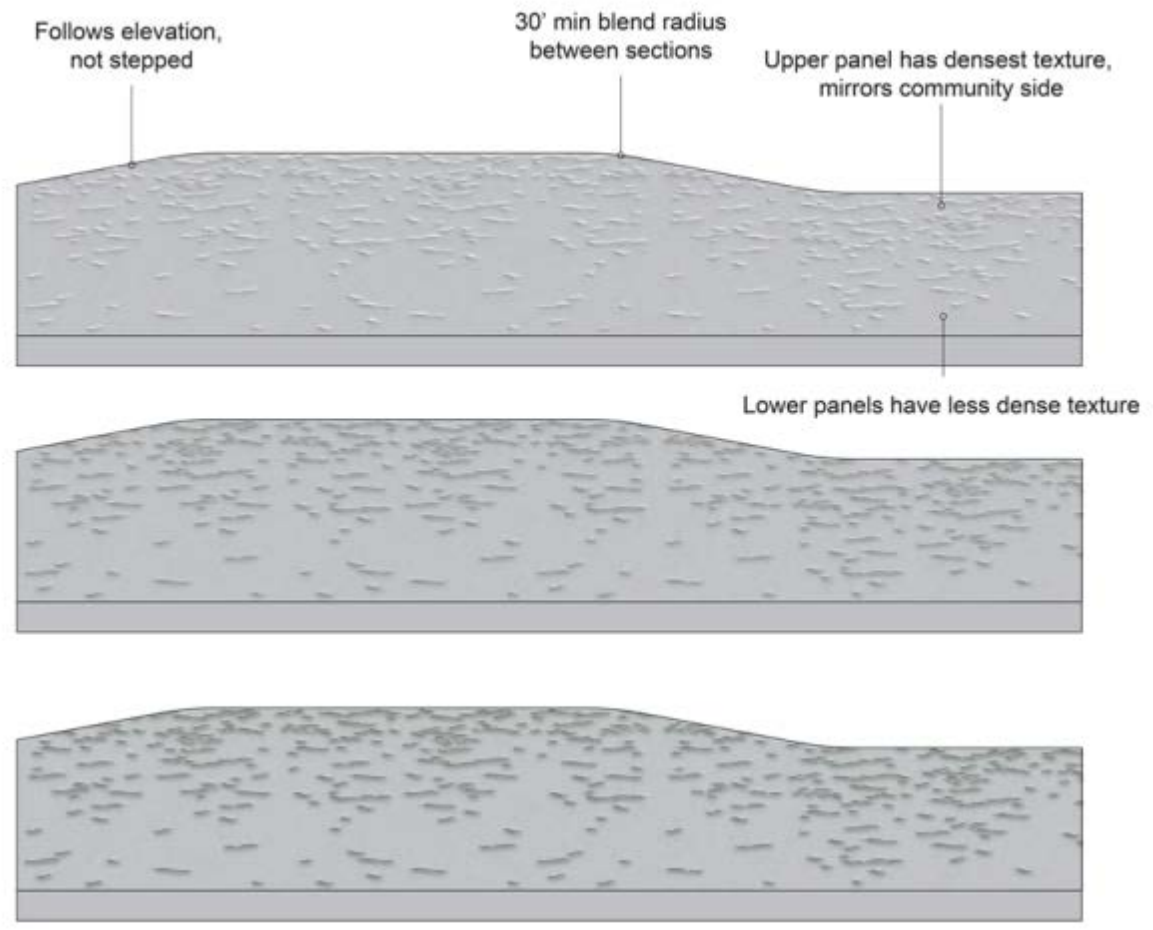 Follows elevation,
not stepped
30' min blend radius
between sections
Upper panel has densest texture,
mirrors community side
Lower panels have less dense texture